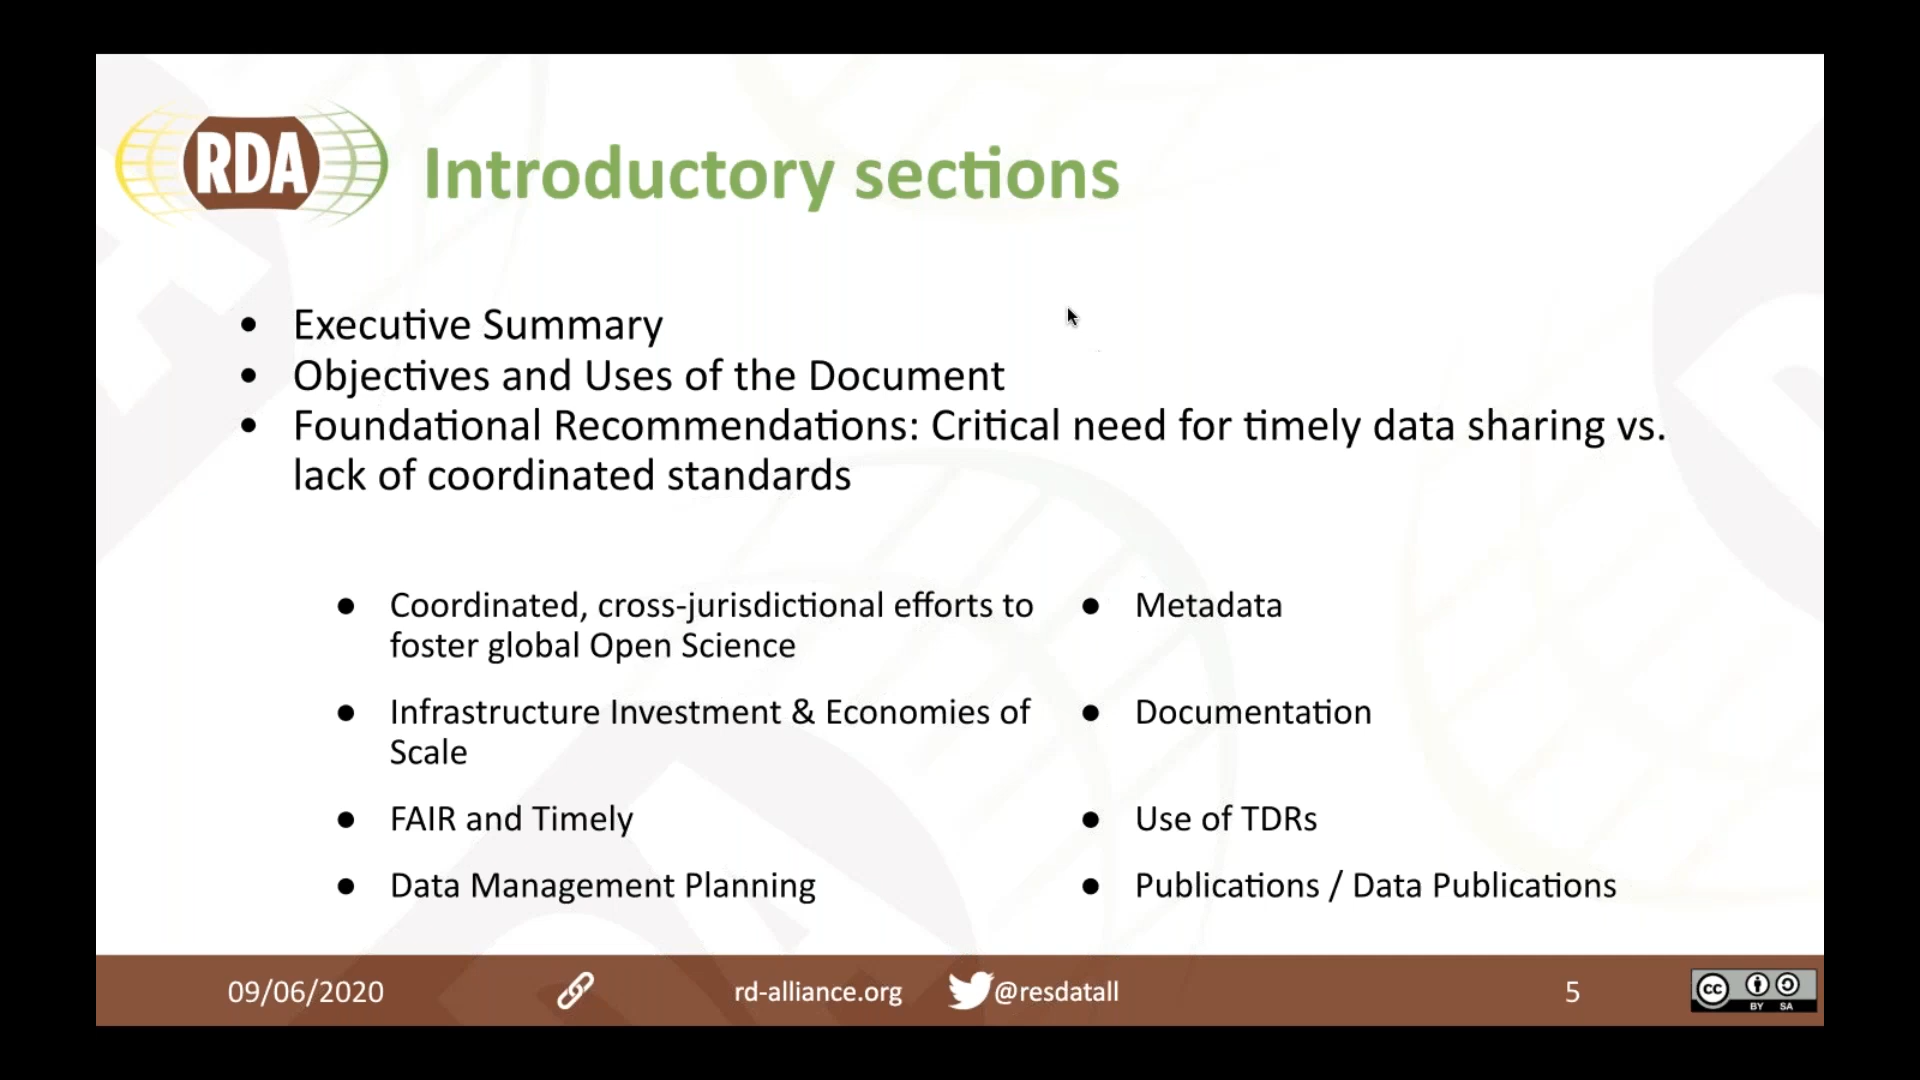 RDA
Introductory sections
• Executive Summary
• Objectives and Uses of the Document
• Foundational Recommendations: Critical need for timely data sharing vs.
lack of coordinated standards
● Coordinated, cross-jurisdictional efforts to
foster global Open Science
● Infrastructure Investment & Economies of
Scale
● FAIR and Timely
● Data Management Planning
● Metadata
● Documentation
● Use of TDRs
● Publications / Data Publications
09/06/2020
rd-alliance.org
@resdatall
5
cc
BY SA